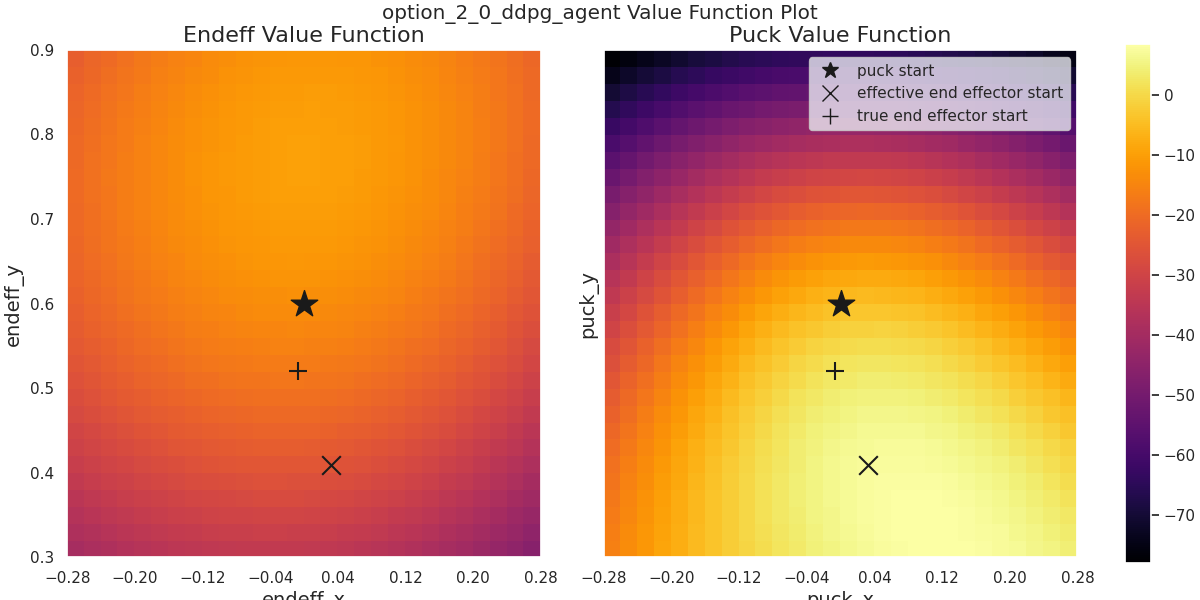 option_2_0_ddpg_agent Value Function Plot
Endeff Value Function
Puck Value Function
puck start
effective end effector start
true end effector start
endeff_y
0.9
0.8
0.7
0.6
0.5
0.4
0.3
−0.28 −0.20 −0.12 −0.04 0.04 0.12 0.20 0.28
endeff_x
puck_y
−0.28 −0.20 −0.12 −0.04 0.04 0.12 0.20 0.28
puck_x
0
−10
−20
−30
−40
−50
−60
−70